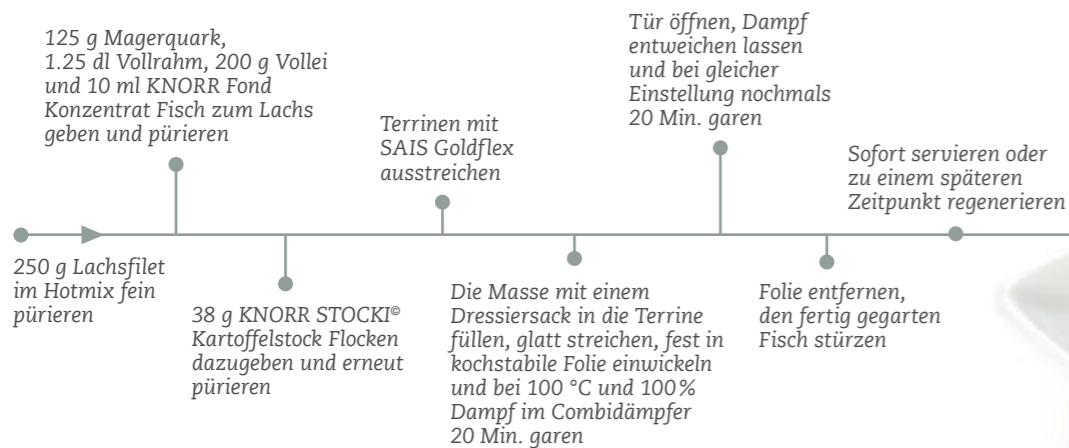 250 g Lachsfilet
im Hotmix fein
pürieren
125 g Magerquark,
1.25 dl Vollrahm, 200 g Vollei
und 10 ml KNORR Fond
Konzentrat Fisch zum Lachs
geben und pürieren
38 g KNORR STOCKI©
Kartoffelstock Flocken
dazugeben und erneut
pürieren
Terrinen mit
SAIS Goldflex
ausstreichen
Die Masse mit einem
Dressiersack in die Terrine
füllen, glatt streichen, fest in
kochstabile Folie einwickeln
und bei 100 °C und 100%
Dampf im Combidämpfer
20 Min. garen
Tür öffnen, Dampf
entweichen lassen
und bei gleicher
Einstellung nochmals
20 Min. garen
Folie entfernen,
den fertig gegarten
Fisch stürzen
Sofort servieren oder
zu einem späteren
Zeitpunkt regenerieren